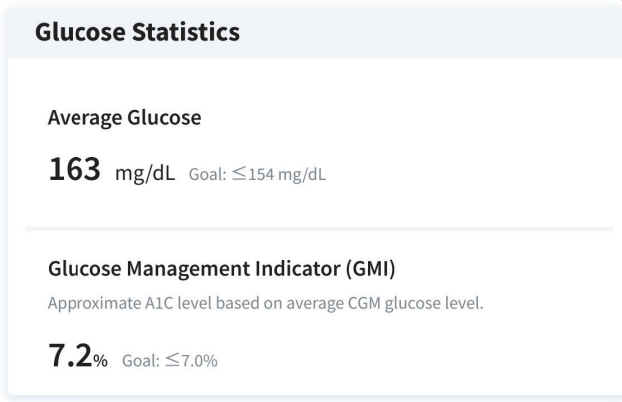 Glucose Statistics
Average Glucose
163 mg/dL Goal: ≤154 mg/dL
Glucose Management Indicator (GMI)
Approximate A1C level based on average CGM glucose level.
7.2% Goal: ≤7.0%